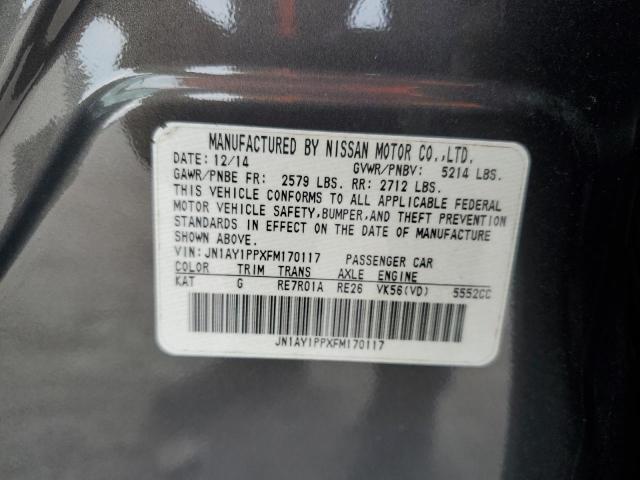 MANUFACTURED BY NISSAN MOTOR CO.,LTD.
DATE: 12/14 GVWR/PNBV: 5214 LBS.
GAWR/PNBE FR: 2579 LBS. RR: 2712 LBS.
THIS VEHICLE CONFORMS TO ALL APPLICABLE FEDERAL
MOTOR VEHICLE SAFETY,BUMPER,AND THEFT PREVENTION
STANDARDS IN EFFECT ON THE DATE OF MANUFACTURE
SHOWN ABOVE.
VIN:JN1AY1PPXFM170117 PASSENGER CAR
COLOR TRIM TRANS AXLE ENGINE
KAT G RE7R01A RE26 VK56(VD) 5552CC
JN1AY1PPXFM170117